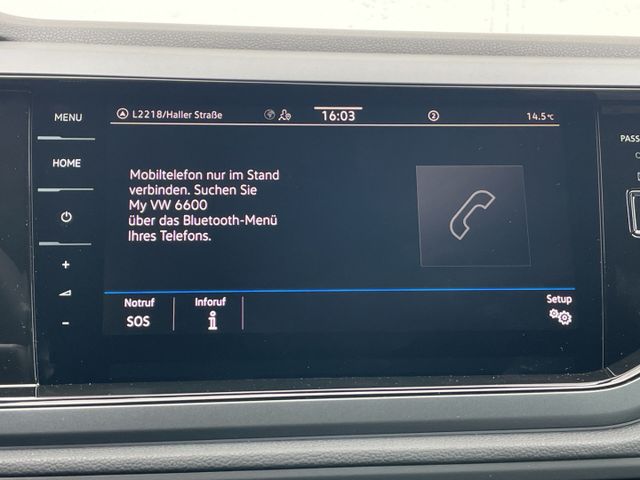 MENU
HOME
+
-
L2218/Haller Straße
16:03
2
14.5°C
Mobiltelefon nur im Stand
verbinden. Suchen Sie
My VW 6600
über das Bluetooth-Menü
Ihres Telefons.
Notruf
SOS
Inforuf
i
Setup
PASS